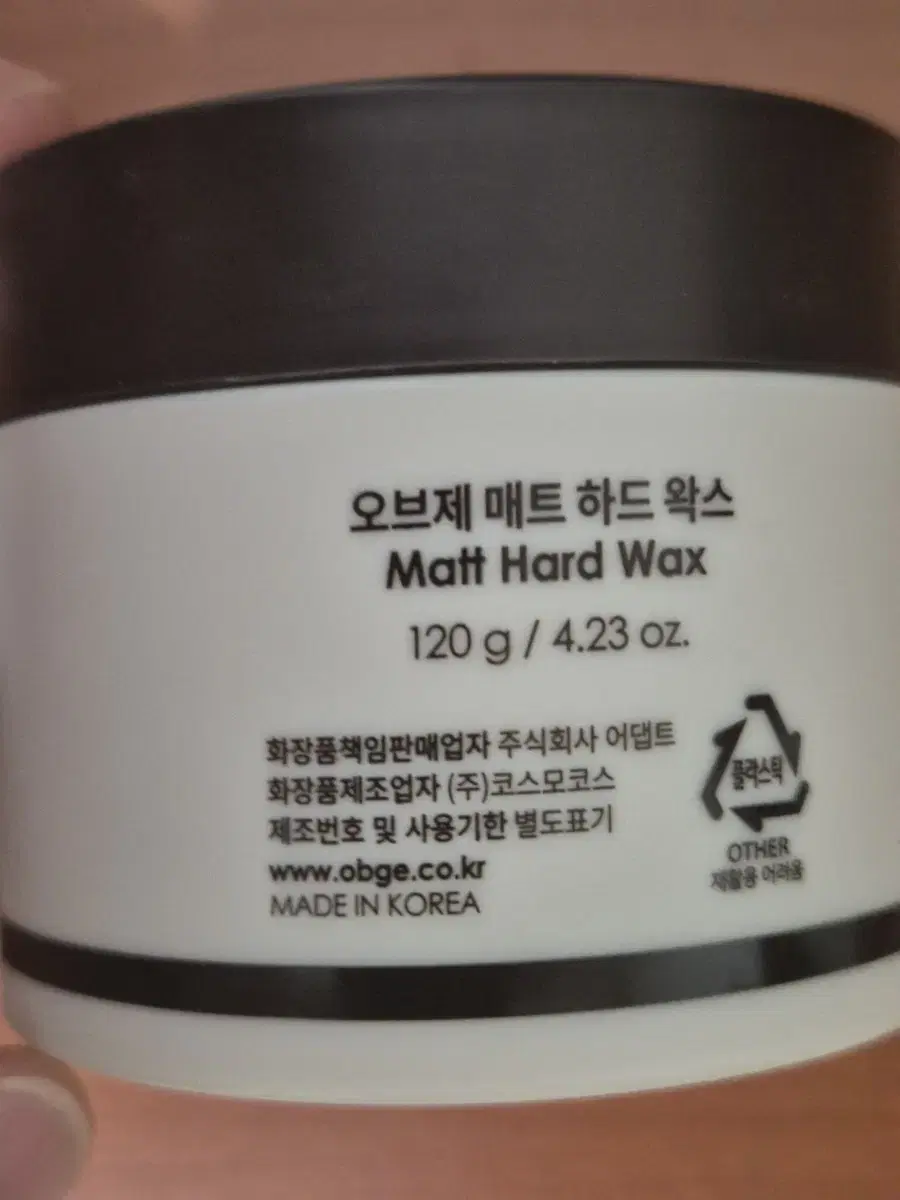 오브제 매트 하드 왁스
Matt Hard Wax
120 g / 4.23 oz.
화장품책임판매업자 주식회사 어댑트
화장품제조업자 (주)코스모코스
제조번호 및 사용기한 별도표기
www.obge.co.kr
MADE IN KOREA
플라스틱
OTHER
재활용 어려움